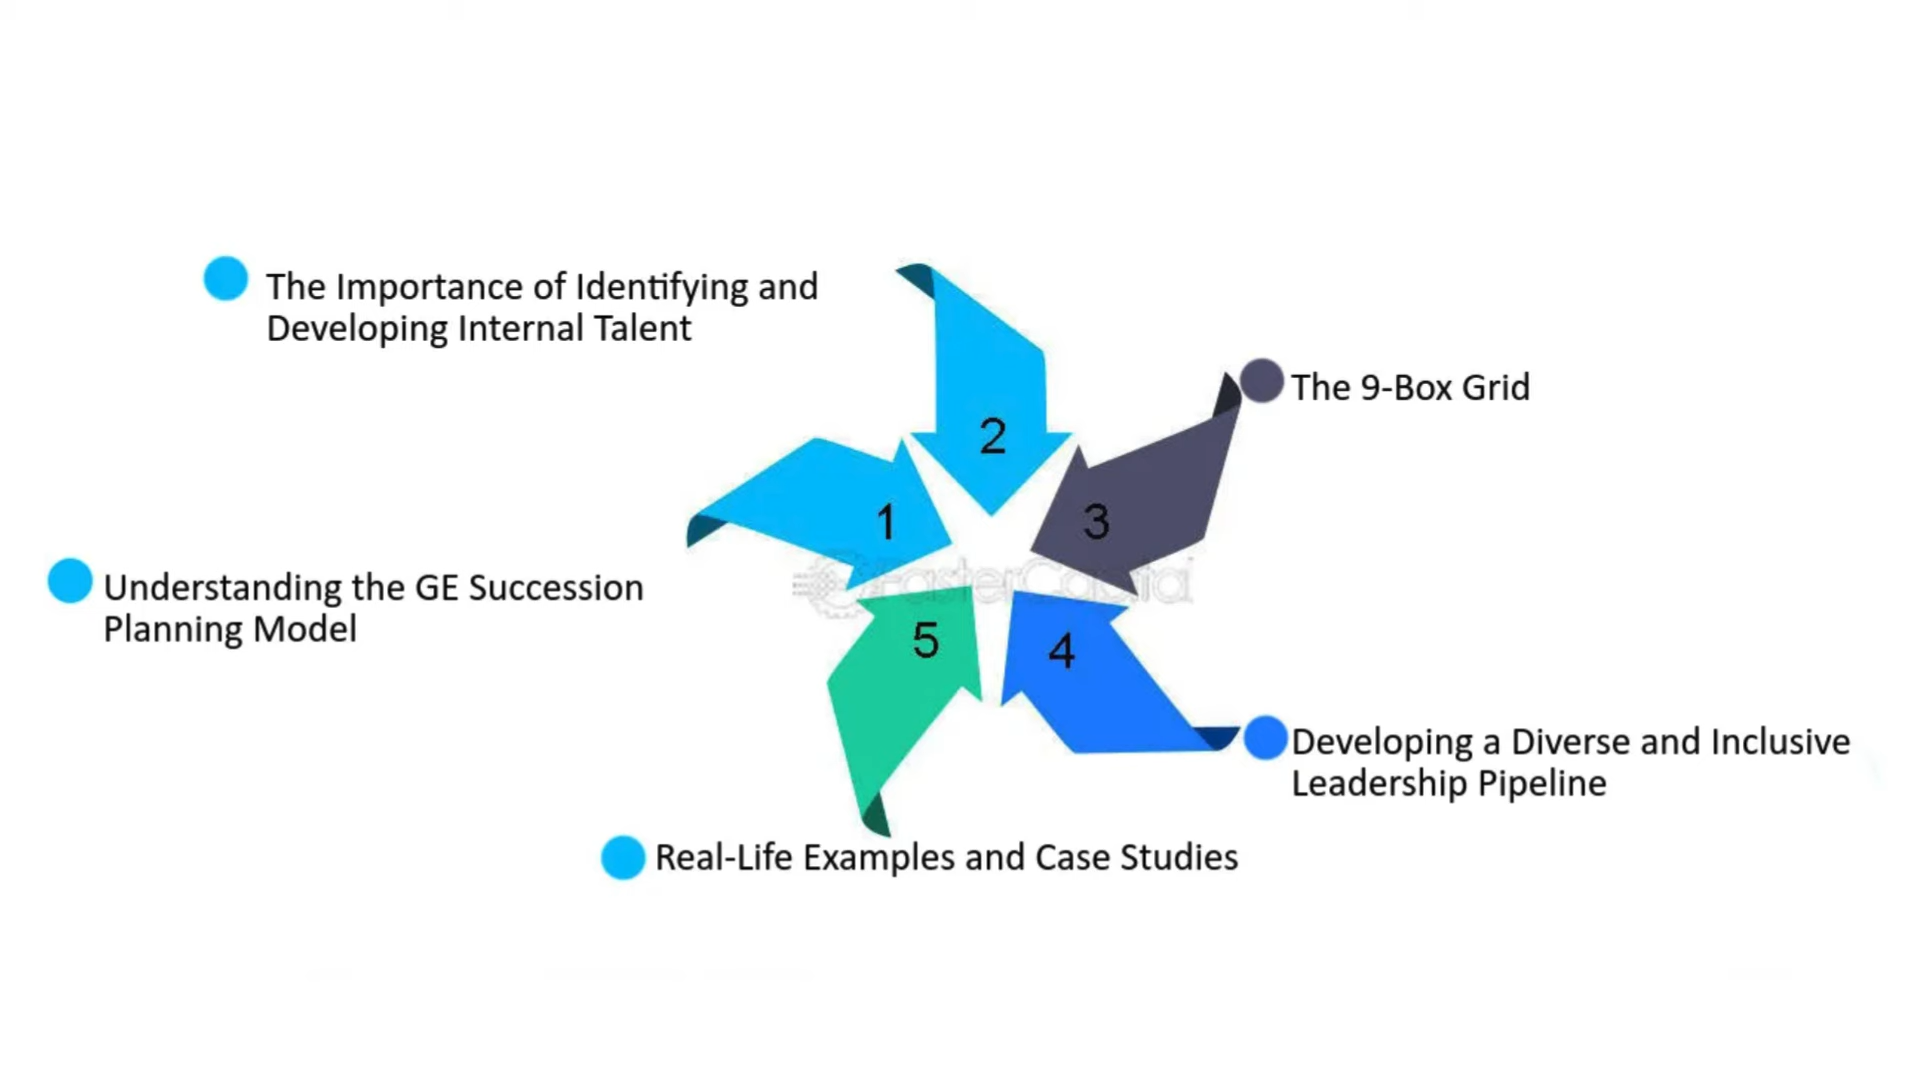 The Importance of Identifying and
Developing Internal Talent
2
The 9-Box Grid
1
3
FasterCapital
Understanding the GE Succession
Planning Model
5
4
Developing a Diverse and Inclusive
Leadership Pipeline
Real-Life Examples and Case Studies